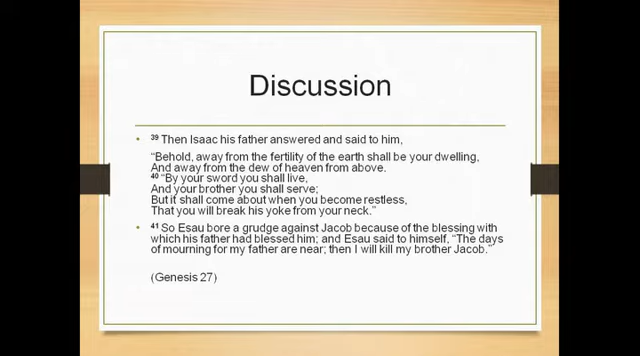 Discussion
• 39 Then Isaac his father answered and said to him,
“Behold, away from the fertility of the earth shall be your dwelling,
And away from the dew of heaven from above.
40 “By your sword you shall live,
And your brother you shall serve;
But it shall come about when you become restless,
That you will break his yoke from your neck.”
• 41 So Esau bore a grudge against Jacob because of the blessing with
which his father had blessed him; and Esau said to himself, “The days
of mourning for my father are near; then I will kill my brother Jacob.”
(Genesis 27)